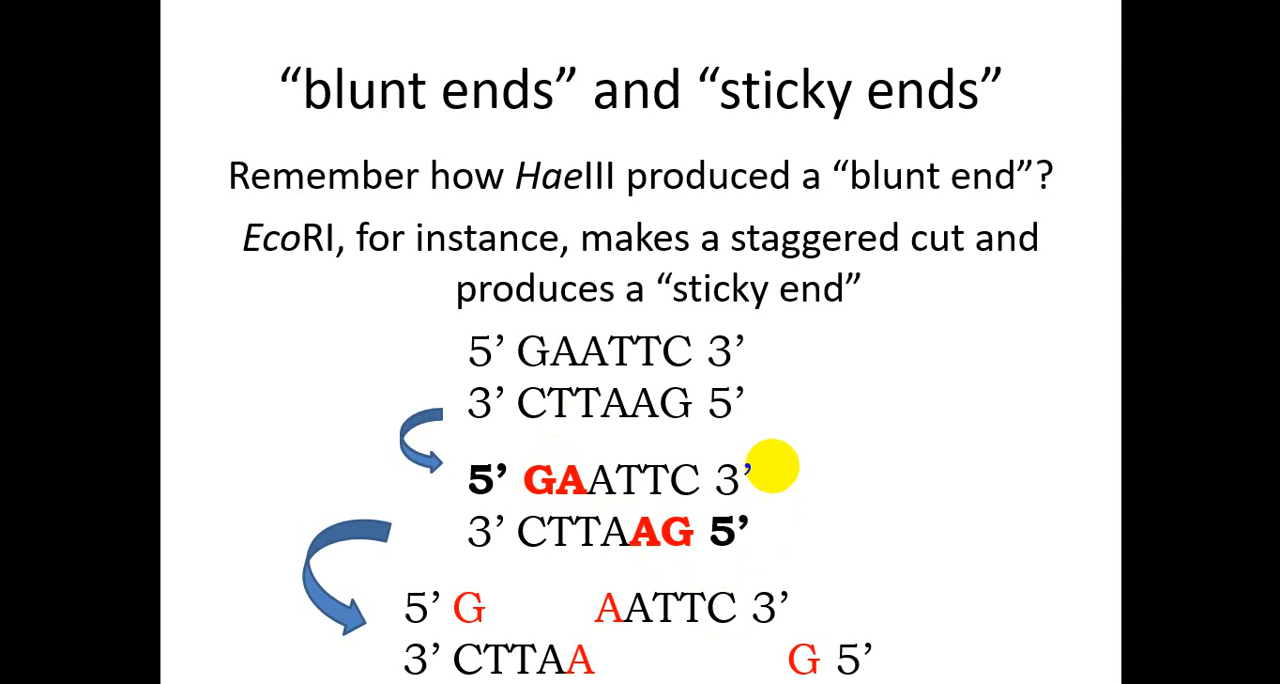 “blunt ends” and “sticky ends”
Remember how HaeIII produced a “blunt end”?
EcoRI, for instance, makes a staggered cut and
produces a “sticky end”
5’ GAATTC 3’
3’ CTTAAG 5’
5’ GAATTC 3’
3’ CTTAAG 5’
5’ G AATTC 3’
3’ CTTAA G 5’